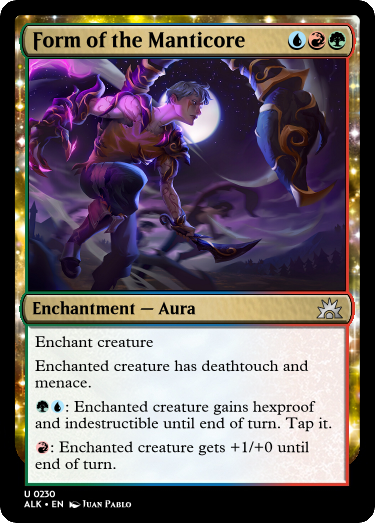 Form of the Manticore
Enchantment — Aura
Enchant creature
Enchanted creature has deathtouch and
menace.
: Enchanted creature gains hexproof
and indestructible until end of turn. Tap it.
: Enchanted creature gets +1/+0 until
end of turn.
U 0230
ALK • EN Juan Pablo